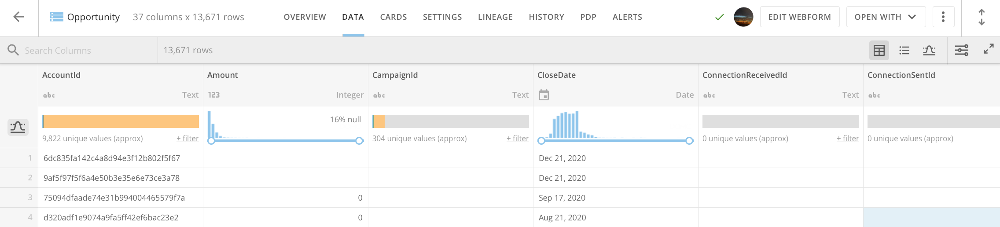 Opportunity 37 columns x 13,671 rows OVERVIEW DATA CARDS SETTINGS LINEAGE HISTORY PDP ALERTS EDIT WEBFORM OPEN WITH
Search Columns 13,671 rows
AccountId Amount CampaignId CloseDate ConnectionReceivedId ConnectionSentId
abc Text 123 Integer abc Text Date abc Text abc
16% null
9,822 unique values (approx) + filter 304 unique values (approx) + filter 0 unique values (approx) + filter 0 unique values (approx)
1 6dc835fa142c4a8d94e3f12b802f5f67 Dec 21, 2020
2 9af5f97f5f6a4e50b3e35e6e73ce3a78 Dec 21, 2020
3 75094dfaade74e31b994004465579f7a 0 Sep 17, 2020
4 d320adf1e9074a9fa5ff42ef6bac23e2 0 Aug 21, 2020